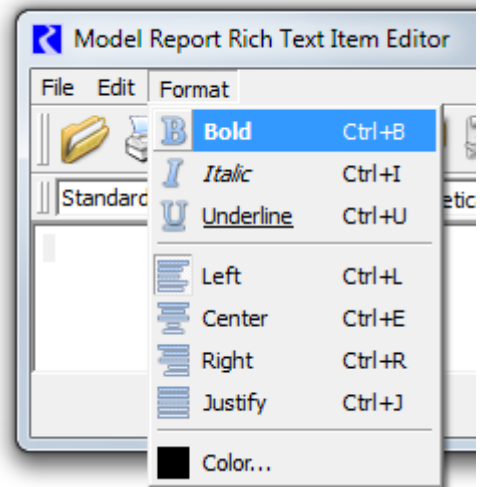 Model Report Rich Text Item Editor
File Edit Format
B Bold Ctrl+B
I Italic Ctrl+I
Standard
U Underline Ctrl+U
Left Ctrl+L
Center Ctrl+E
Right Ctrl+R
Justify Ctrl+J
Color...